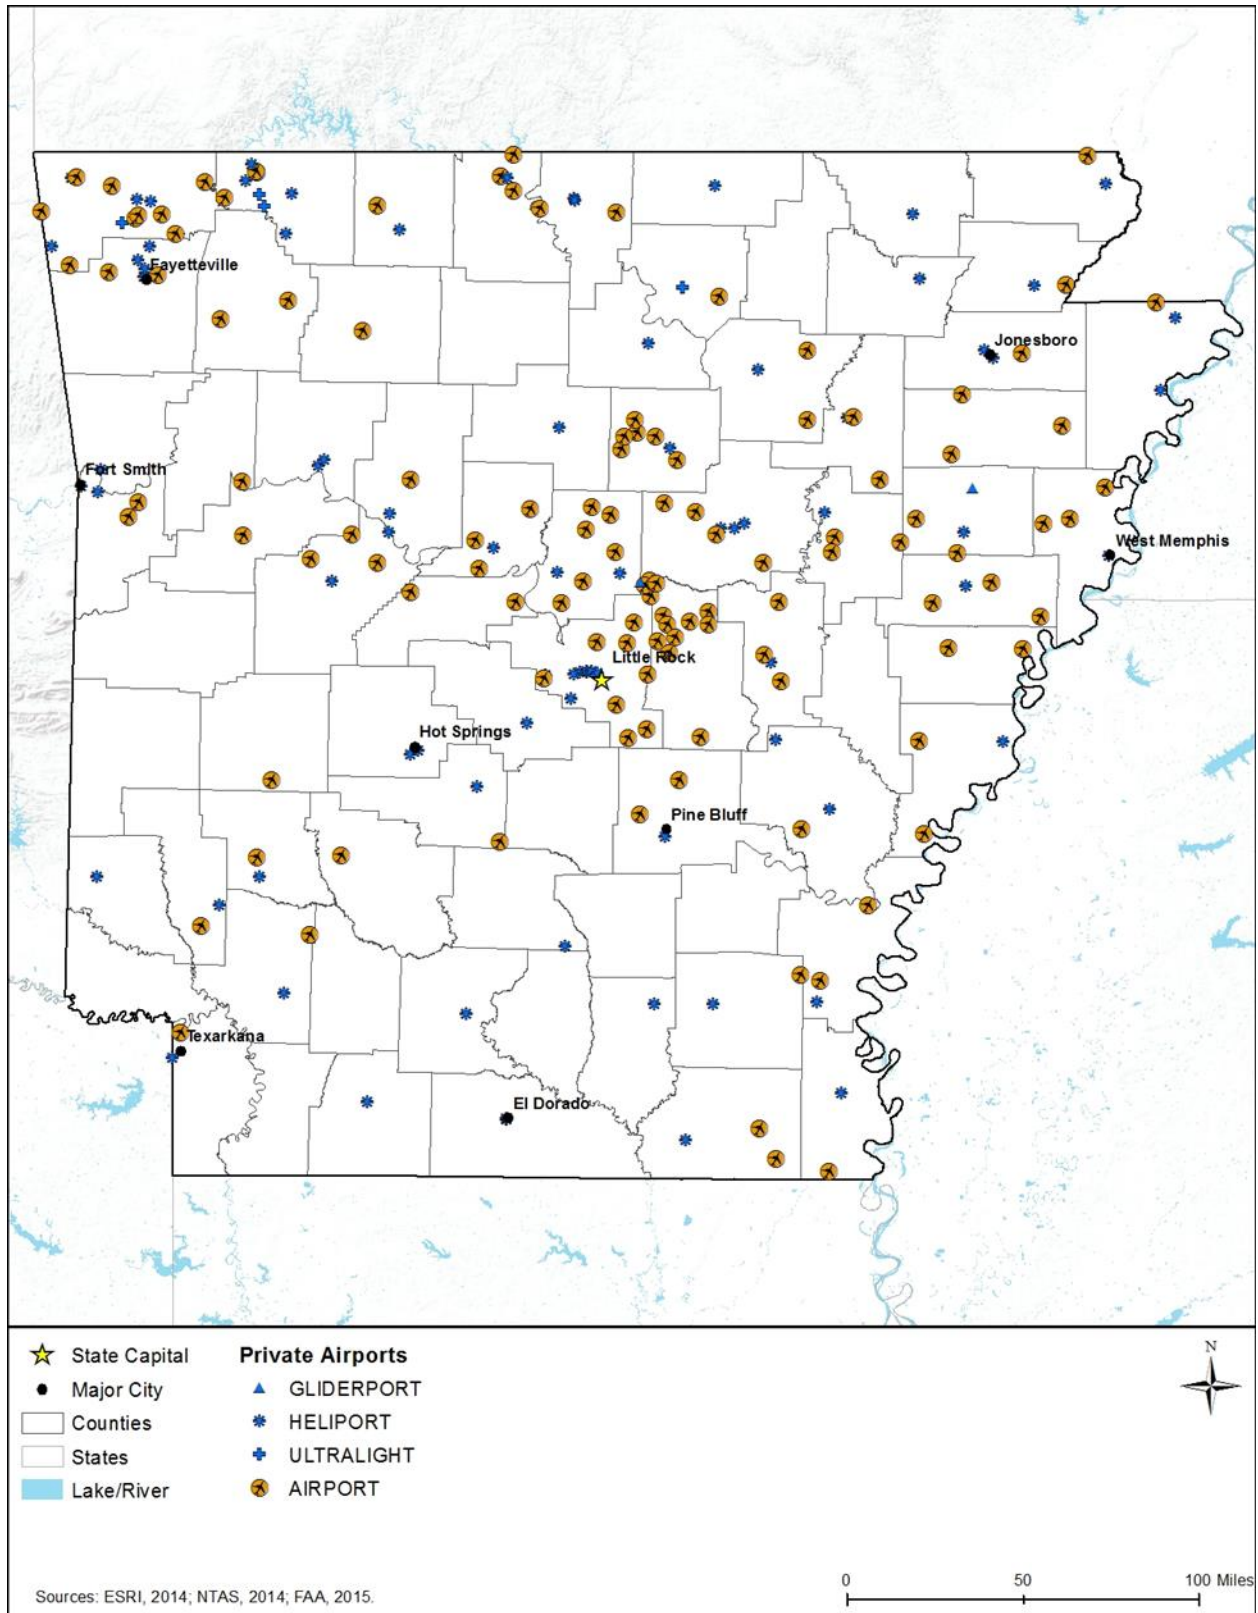 Fayetteville
Jonesboro
Fort Smith
West Memphis
Little Rock
Hot Springs
Pine Bluff
Texarkana
El Dorado
State Capital
Major City
Counties
States
Lake/River
Private Airports
GLIDERPORT
HELIPORT
ULTRALIGHT
AIRPORT
N
Sources: ESRI, 2014; NTAS, 2014; FAA, 2015.
0 50 100 Miles